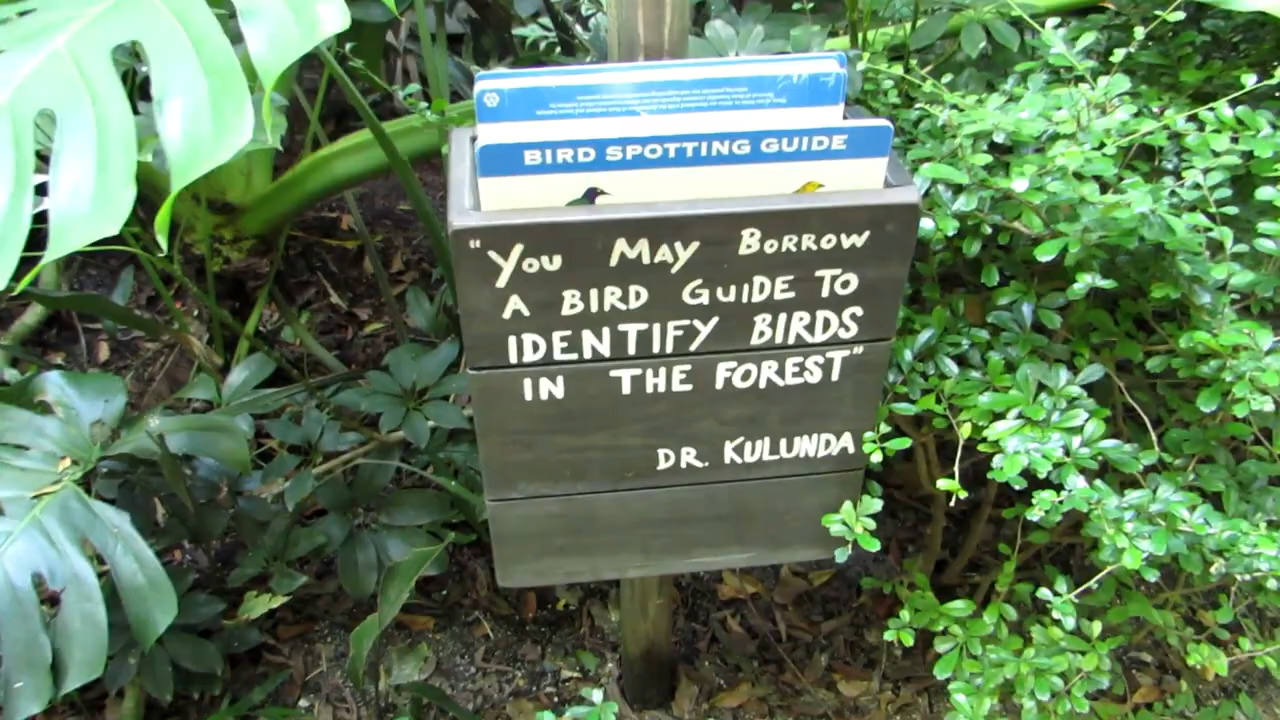 BIRD SPOTTING GUIDE
"You May Borrow
A BIRD GUIDE TO
IDENTIFY BIRDS
IN THE FOREST"
DR. KULUNDA